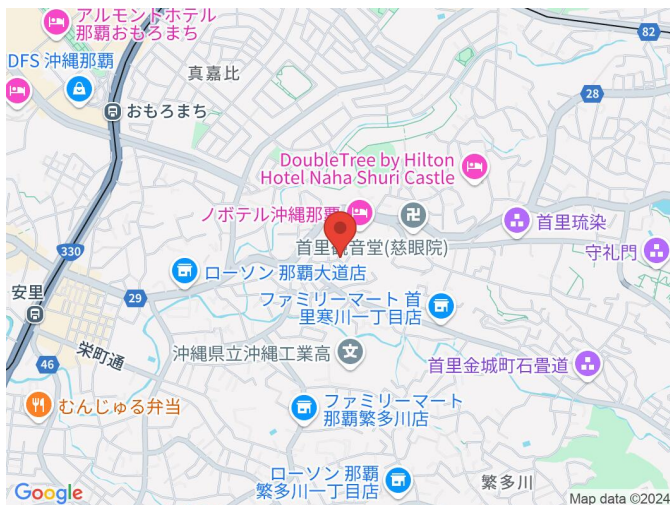 アルモントホテル
那覇おもろまち
82
DFS 沖縄那覇
真嘉比
28
おもろまち
DoubleTree by Hilton
Hotel Naha Shuri Castle
ノボテル沖縄那覇
首里琉染
首里観音堂(慈眼院)
守礼門
330
ローソン 那覇大道店
29
安里
ファミリーマート 首
里寒川一丁目店
栄町通
沖縄県立沖縄工業高
首里金城町石畳道
46
むんじゅる弁当
ファミリーマート
那覇繁多川店
ローソン 那覇
繁多川一丁目店
繁多川
Google
Map data ©2024